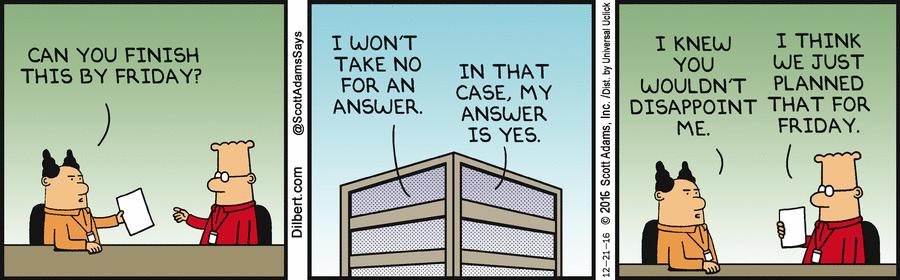 CAN YOU FINISH
THIS BY FRIDAY?
Dilbert.com @ScottAdamsSays
I WON'T
TAKE NO
FOR AN
ANSWER.
IN THAT
CASE, MY
ANSWER
IS YES.
12-21-16 © 2016 Scott Adams, Inc. /Dist. by Universal Uclick
I KNEW
YOU
WOULDN'T
DISAPPOINT
ME.
I THINK
WE JUST
PLANNED
THAT FOR
FRIDAY.